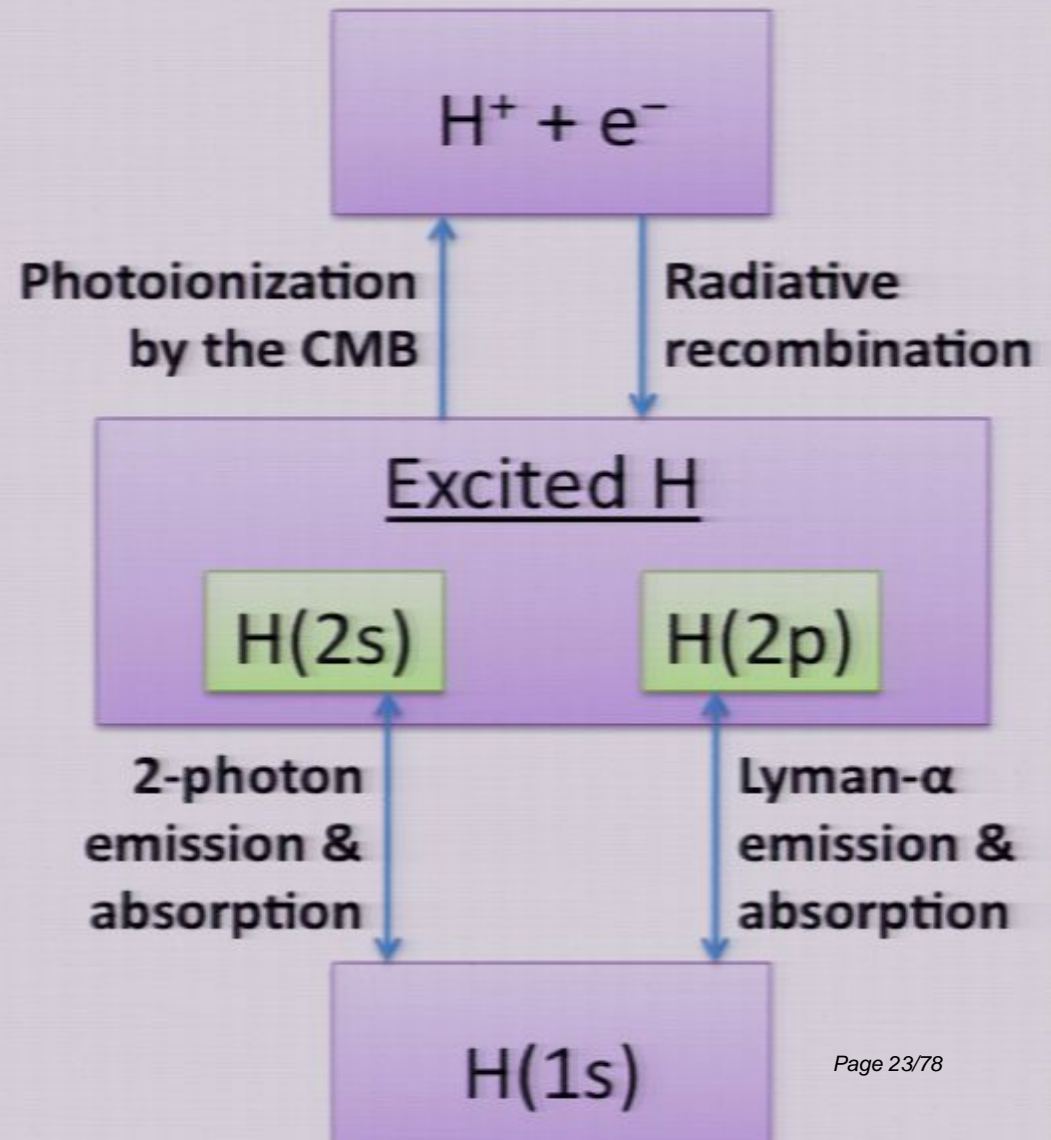 H⁺ + e⁻
Photoionization
by the CMB
Radiative
recombination
Excited H
H(2s)
H(2p)
2-photon
emission &
absorption
Lyman-α
emission &
absorption
H(1s)
Page 23/78